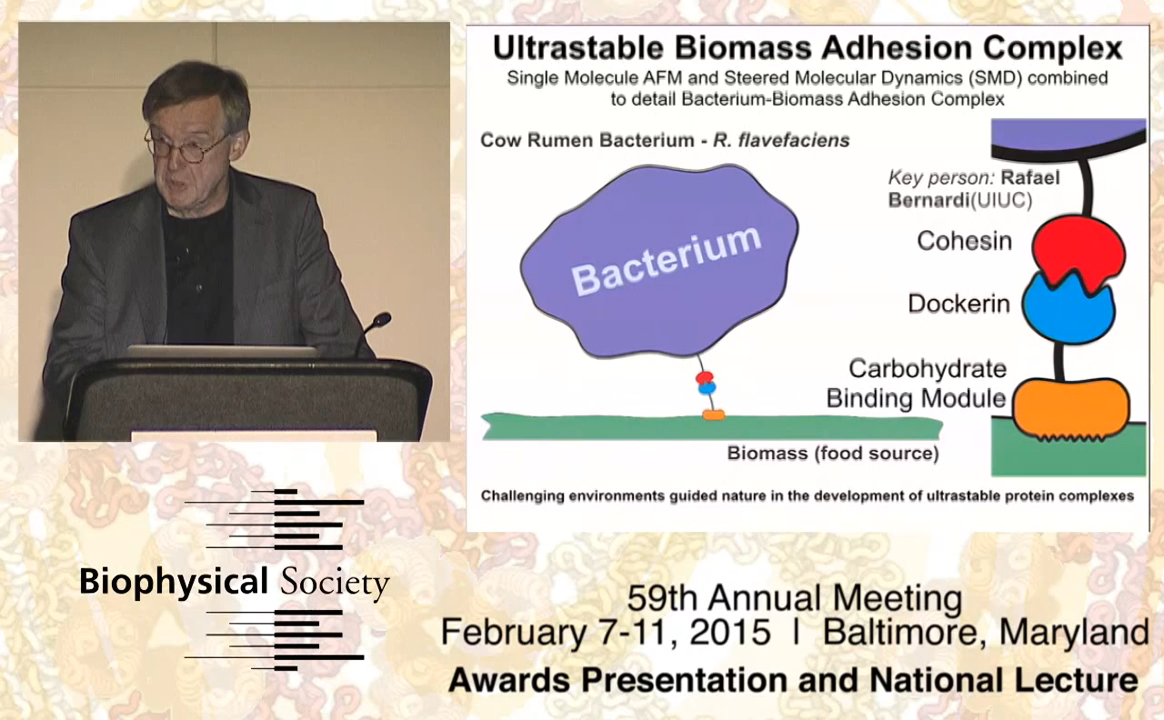 Ultrastable Biomass Adhesion Complex
Single Molecule AFM and Steered Molecular Dynamics (SMD) combined
to detail Bacterium-Biomass Adhesion Complex
Cow Rumen Bacterium - R. flavefaciens
Key person: Rafael
Bernardi(UIUC)
Cohesin
Bacterium
Dockerin
Carbohydrate
Binding Module
Biomass (food source)
Challenging environments guided nature in the development of ultrastable protein complexes
Biophysical Society
59th Annual Meeting
February 7-11, 2015 | Baltimore, Maryland
Awards Presentation and National Lecture